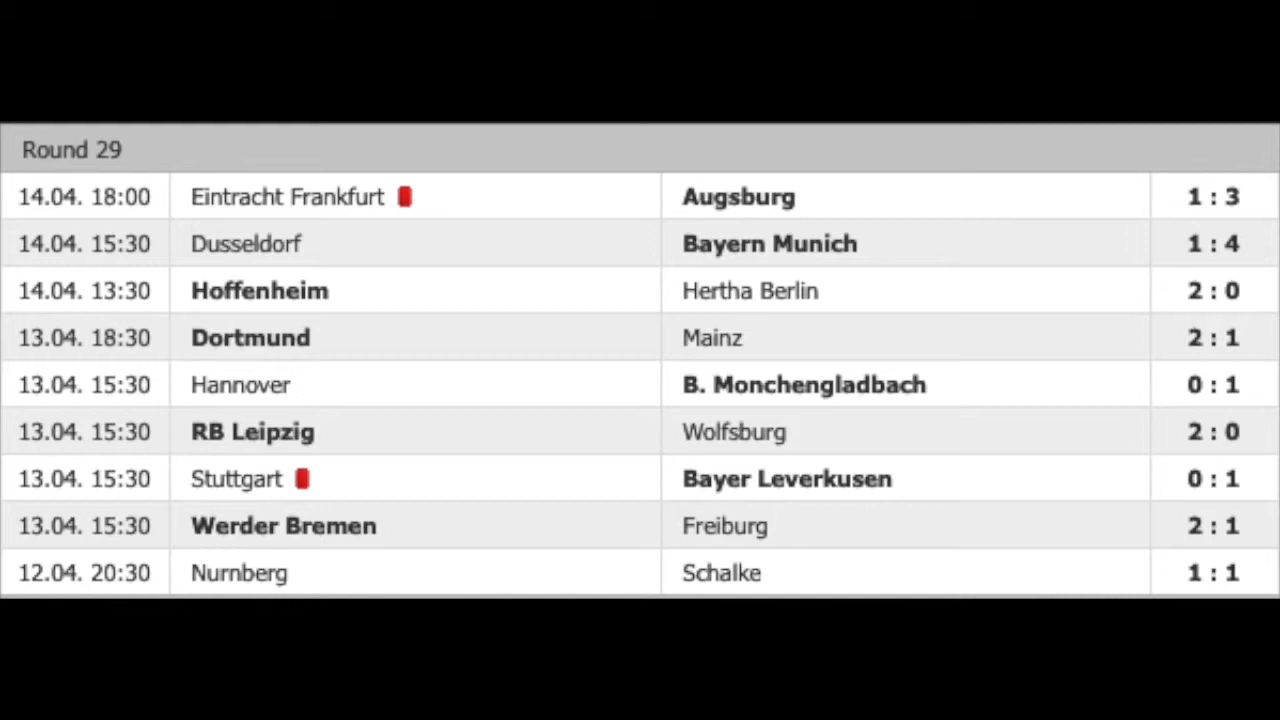 Round 29
14.04. 18:00 Eintracht Frankfurt Augsburg 1 : 3
14.04. 15:30 Dusseldorf Bayern Munich 1 : 4
14.04. 13:30 Hoffenheim Hertha Berlin 2 : 0
13.04. 18:30 Dortmund Mainz 2 : 1
13.04. 15:30 Hannover B. Monchengladbach 0 : 1
13.04. 15:30 RB Leipzig Wolfsburg 2 : 0
13.04. 15:30 Stuttgart Bayer Leverkusen 0 : 1
13.04. 15:30 Werder Bremen Freiburg 2 : 1
12.04. 20:30 Nurnberg Schalke 1 : 1